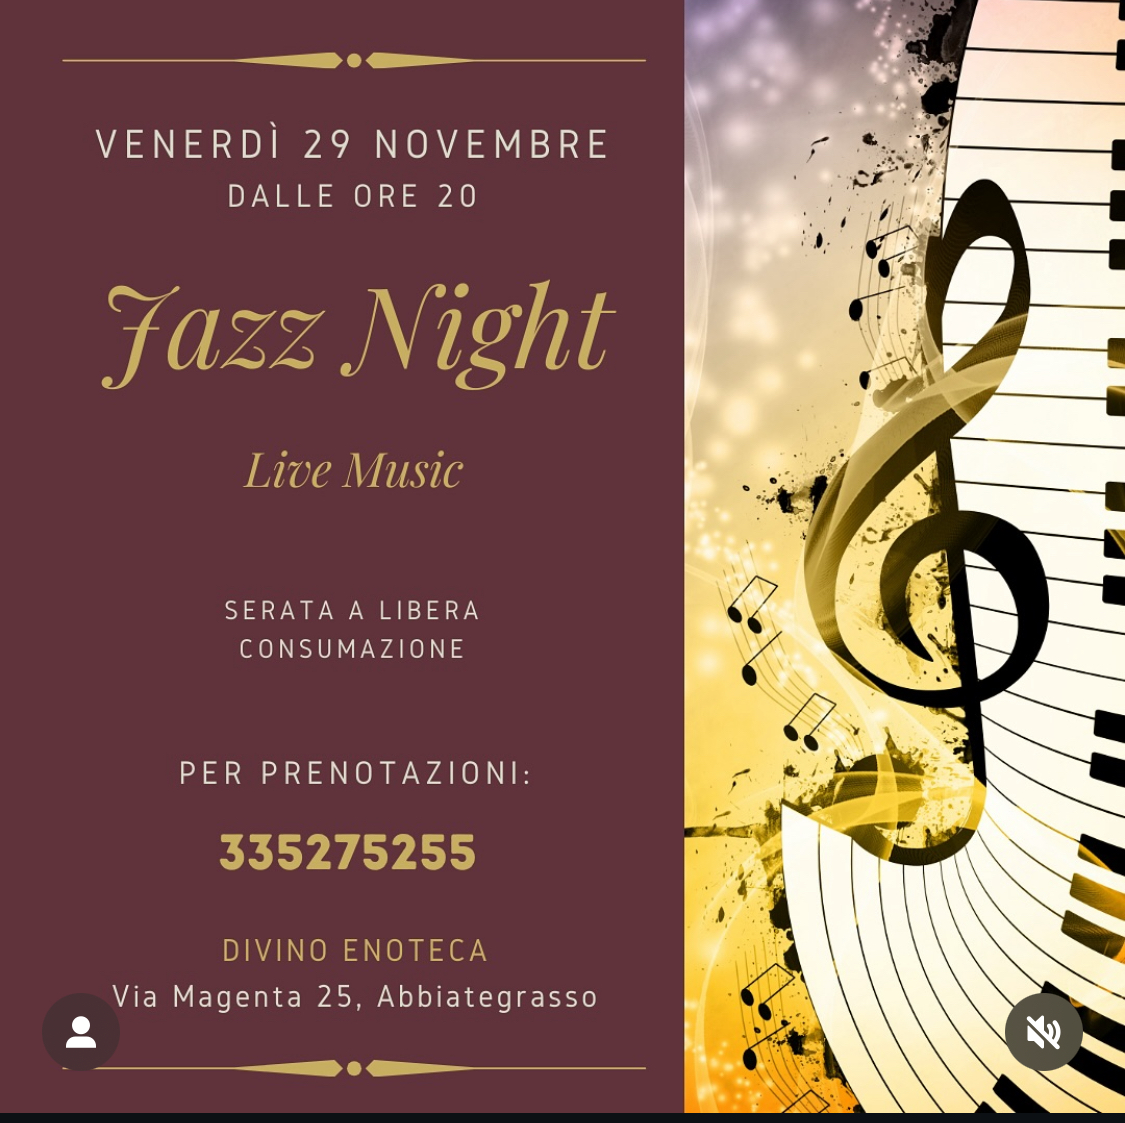 VENERDÌ 29 NOVEMBRE
DALLE ORE 20
Jazz Night
Live Music
SERATA A LIBERA
CONSUMAZIONE
PER PRENOTAZIONI:
335275255
DIVINO ENOTECA
Via Magenta 25, Abbiategrasso